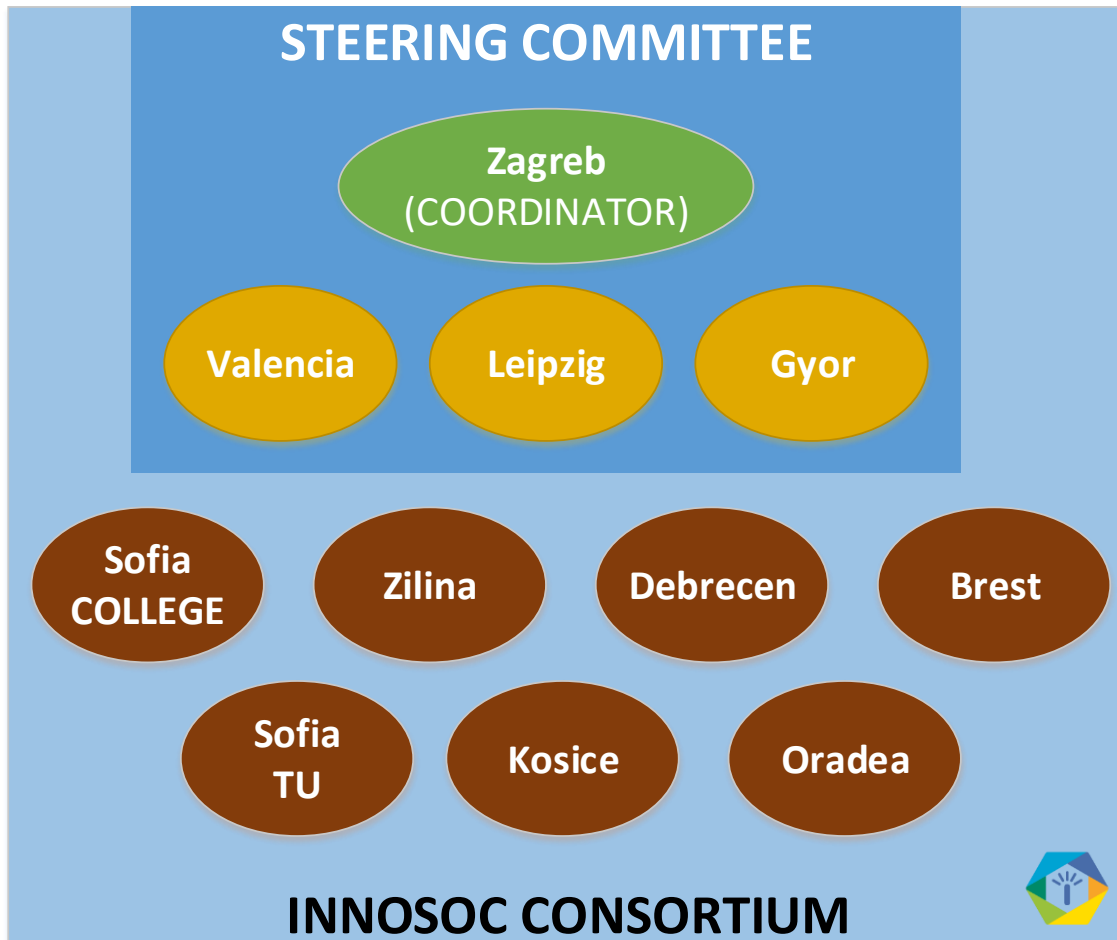 STEERING COMMITTEE
Zagreb
(COORDINATOR)
Valencia
Leipzig
Gyor
Sofia
COLLEGE
Zilina
Debrecen
Brest
Sofia
TU
Kosice
Oradea
INNOSOC CONSORTIUM